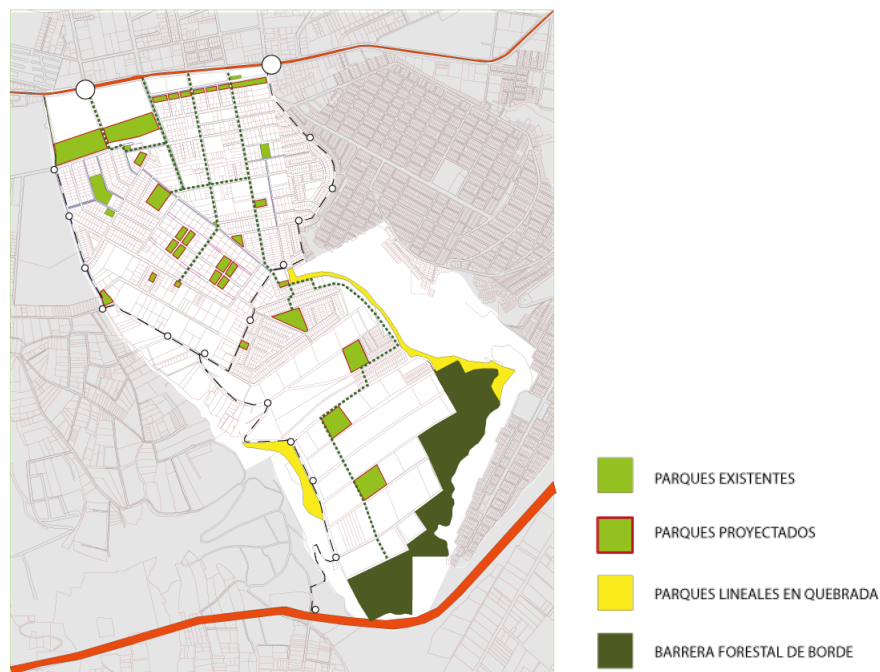 PARQUES EXISTENTES
PARQUES PROYECTADOS
PARQUES LINEALES EN QUEBRADA
BARRERA FORESTAL DE BORDE